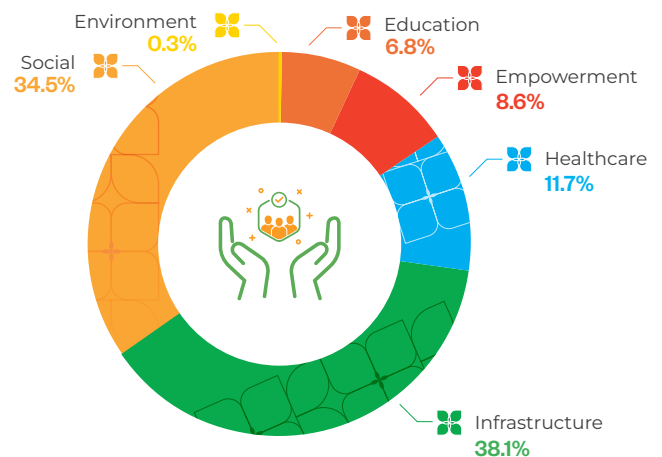 Environment
0.3%
Education
6.8%
Social
34.5%
Empowerment
8.6%
Healthcare
11.7%
Infrastructure
38.1%